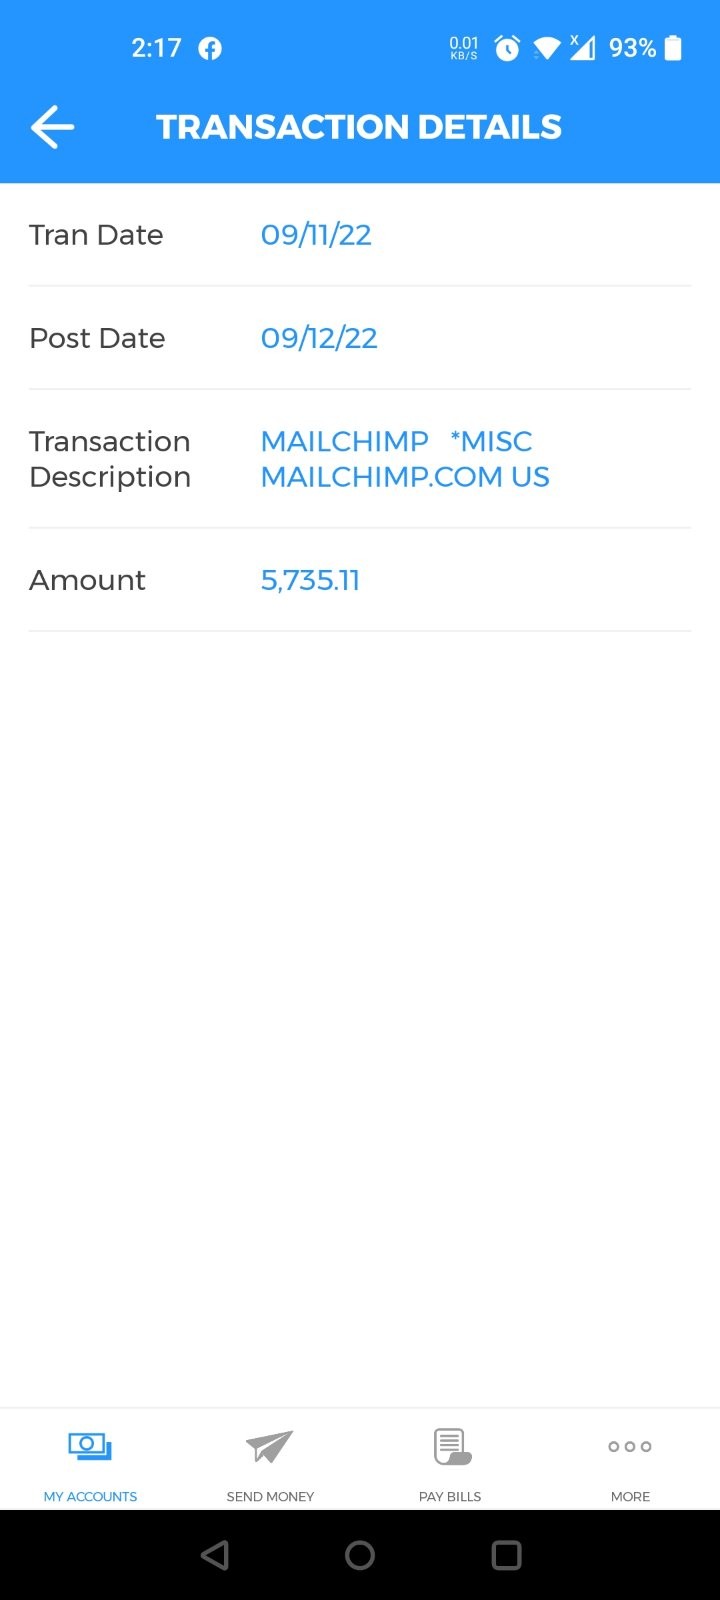 2:17
0.01
KB/S
X
93%
TRANSACTION DETAILS
Tran Date 09/11/22
Post Date 09/12/22
Transaction MAILCHIMP *MISC
Description MAILCHIMP.COM US
Amount 5,735.11
MY ACCOUNTS SEND MONEY PAY BILLS MORE